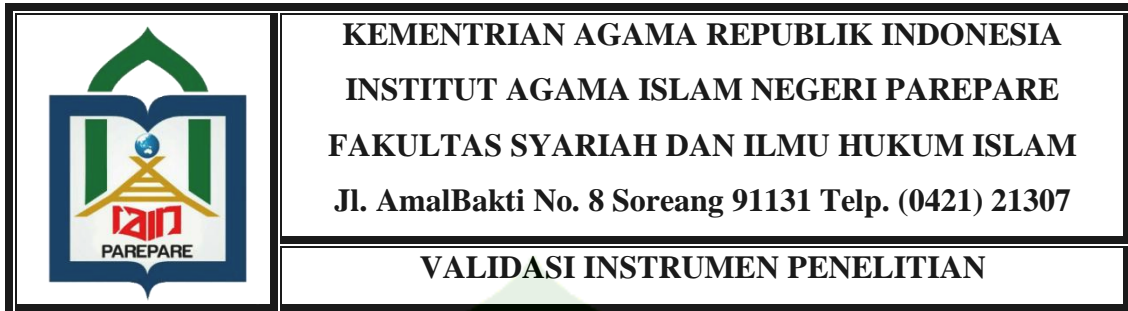 KEMENTRIAN AGAMA REPUBLIK INDONESIA
INSTITUT AGAMA ISLAM NEGERI PAREPARE
FAKULTAS SYARIAH DAN ILMU HUKUM ISLAM
Jl. AmalBakti No. 8 Soreang 91131 Telp. (0421) 21307
VALIDASI INSTRUMEN PENELITIAN
iain
PAREPARE